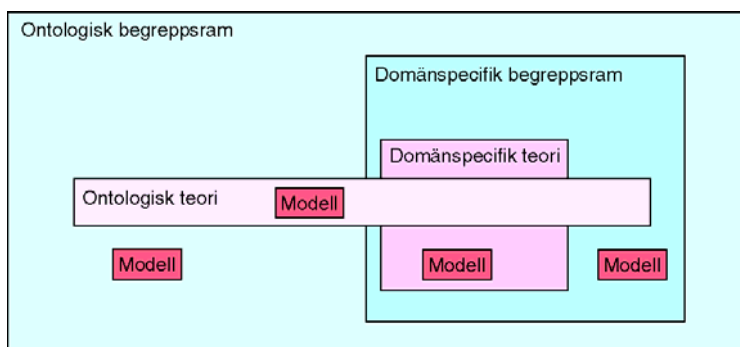 Ontologisk begreppsram
Domänspecifik begreppsram
Domänspecifik teori
Ontologisk teori
Modell
Modell
Modell
Modell